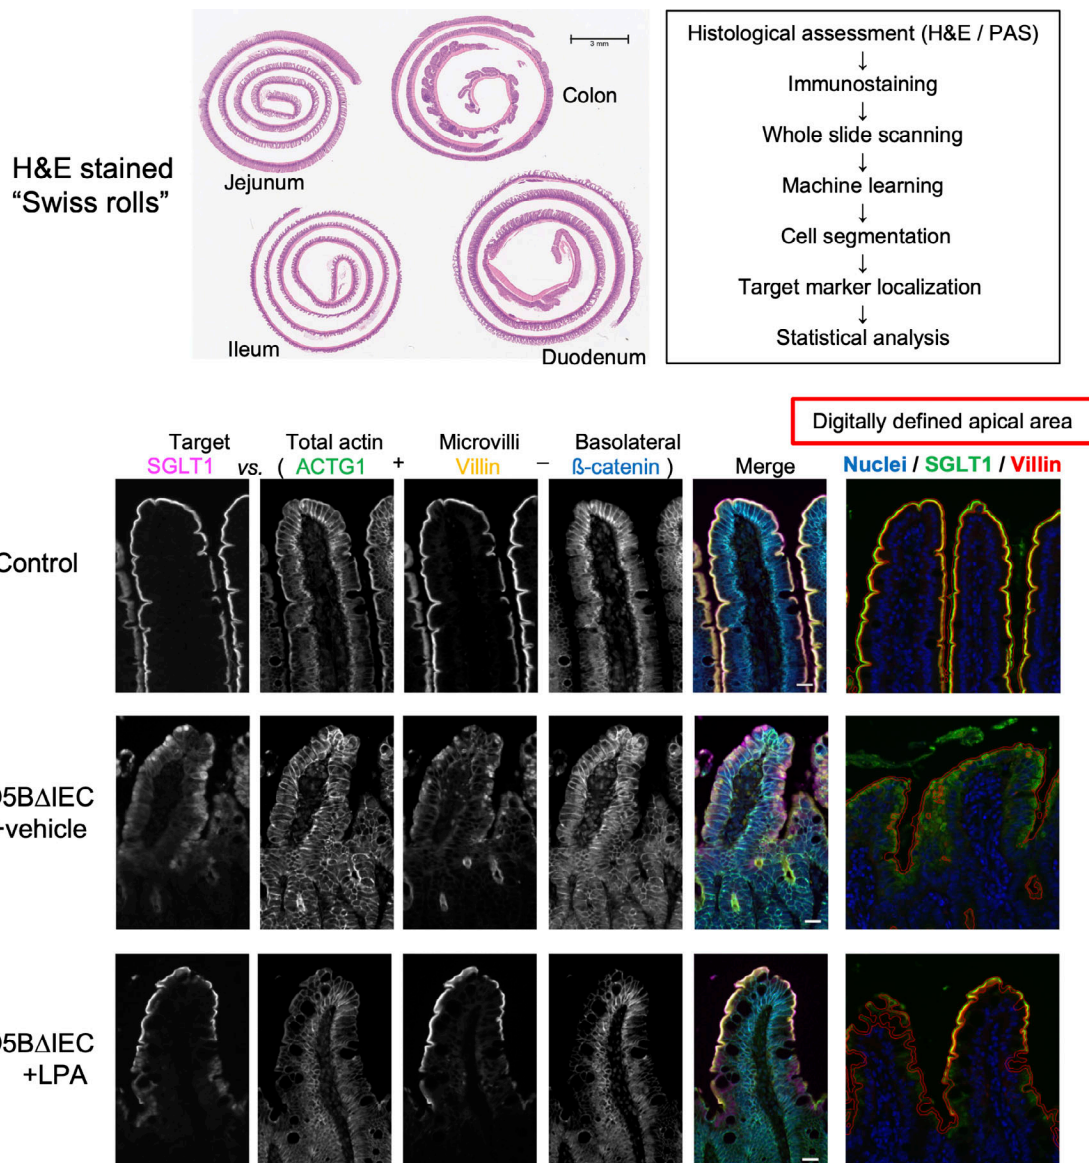 H&E stained
“Swiss rolls”
3 mm
Jejunum
Colon
Ileum
Duodenum
Histological assessment (H&E / PAS)
↓
Immunostaining
↓
Whole slide scanning
↓
Machine learning
↓
Cell segmentation
↓
Target marker localization
↓
Statistical analysis
Digitally defined apical area
Target Total actin Microvilli Basolateral
SGLT1 vs. ( ACTG1 + Villin – ß-catenin ) Merge Nuclei / SGLT1 / Villin
Control
5BΔIEC
+vehicle
5BΔIEC
+LPA